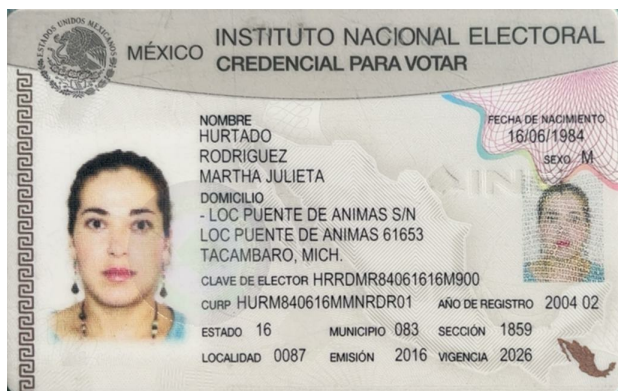 ESTADOS UNIDOS MEXICANOS
MÉXICO INSTITUTO NACIONAL ELECTORAL
CREDENCIAL PARA VOTAR
NOMBRE
HURTADO
RODRIGUEZ
MARTHA JULIETA
FECHA DE NACIMIENTO
16/06/1984
SEXO M
DOMICILIO
- LOC PUENTE DE ANIMAS S/N
LOC PUENTE DE ANIMAS 61653
TACAMBARO, MICH.
INE
CLAVE DE ELECTOR HRRDMR84061616M900
CURP HURM840616MMNRDR01 AÑO DE REGISTRO 2004 02
ESTADO 16 MUNICIPIO 083 SECCIÓN 1859
LOCALIDAD 0087 EMISIÓN 2016 VIGENCIA 2026